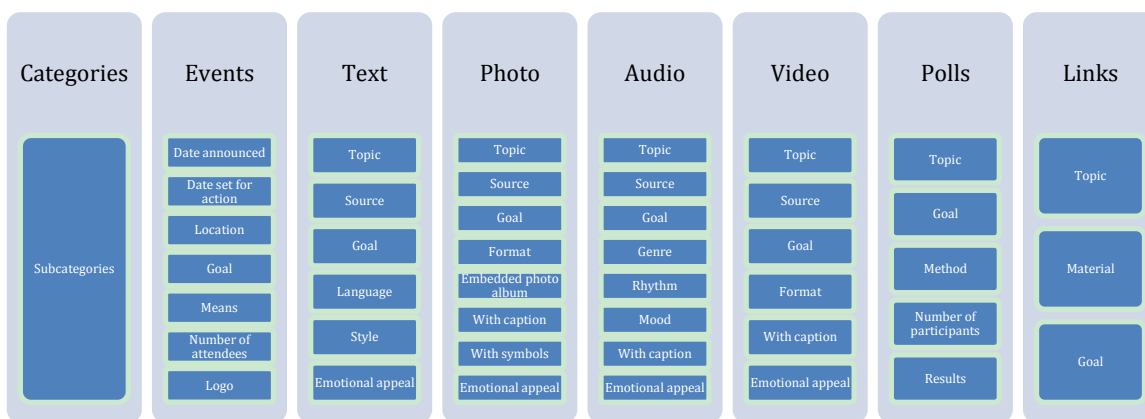 Categories
Subcategories
Events
Date announced
Date set for
action
Location
Goal
Means
Number of
attendees
Logo
Text
Topic
Source
Goal
Language
Style
Emotional appeal
Photo
Topic
Source
Goal
Format
Embedded photo
album
With caption
With symbols
Emotional appeal
Audio
Topic
Source
Goal
Genre
Rhythm
Mood
With caption
Emotional appeal
Video
Topic
Source
Goal
Format
With caption
Emotional appeal
Polls
Topic
Goal
Method
Number of
participants
Results
Links
Topic
Material
Goal